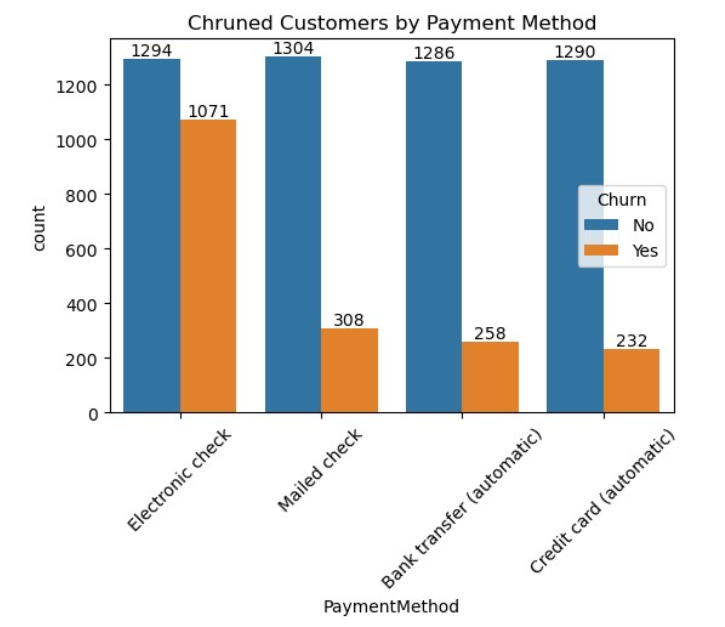 Chruned Customers by Payment Method
1294
1071
1304
308
1286
258
1290
232
1200
1000
800
600
400
200
0
count
Churn
No
Yes
Electronic check
Mailed check
Bank transfer (automatic)
Credit card (automatic)
PaymentMethod